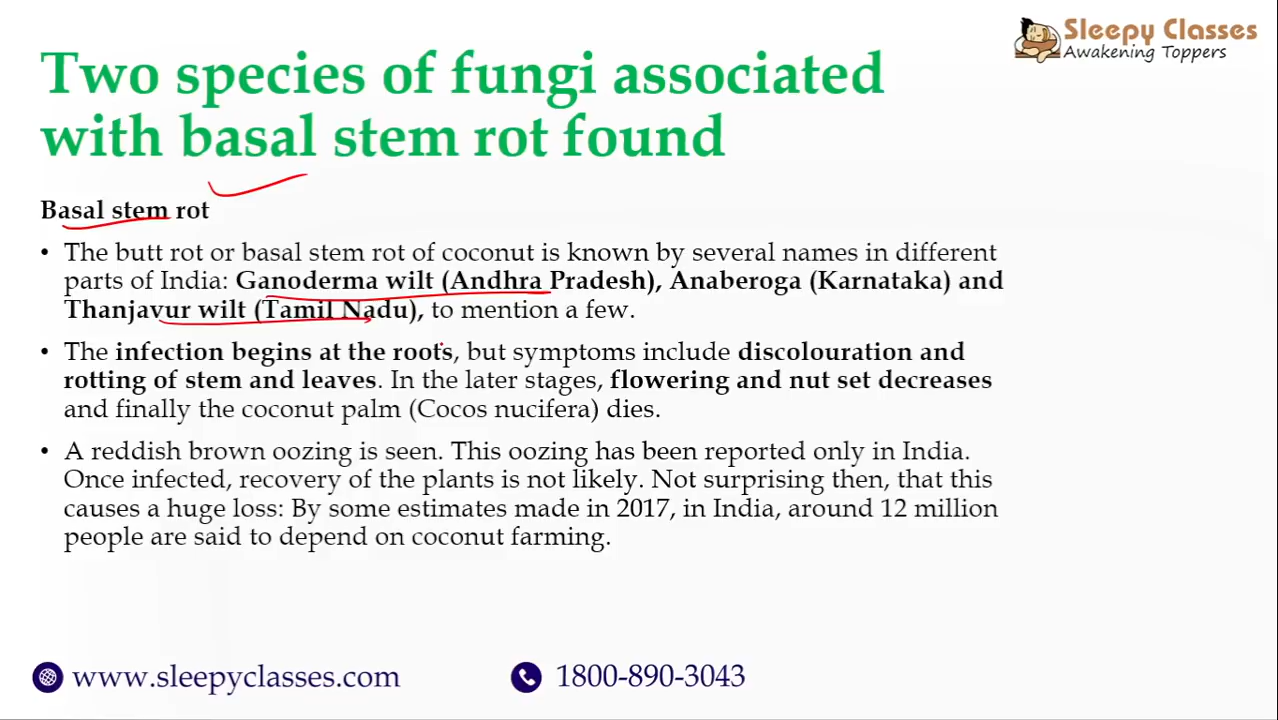 Sleepy Classes
Awakening Toppers
Two species of fungi associated
with basal stem rot found
Basal stem rot
• The butt rot or basal stem rot of coconut is known by several names in different
parts of India: Ganoderma wilt (Andhra Pradesh), Anaberoga (Karnataka) and
Thanjavur wilt (Tamil Nadu), to mention a few.
• The infection begins at the roots, but symptoms include discolouration and
rotting of stem and leaves. In the later stages, flowering and nut set decreases
and finally the coconut palm (Cocos nucifera) dies.
• A reddish brown oozing is seen. This oozing has been reported only in India.
Once infected, recovery of the plants is not likely. Not surprising then, that this
causes a huge loss: By some estimates made in 2017, in India, around 12 million
people are said to depend on coconut farming.
www.sleepyclasses.com
1800-890-3043